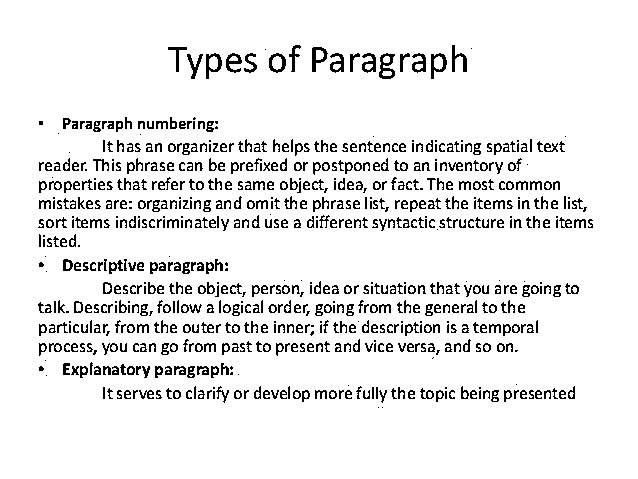 Types of Paragraph
• Paragraph numbering:
It has an organizer that helps the sentence indicating spatial text
reader. This phrase can be prefixed or postponed to an inventory of
properties that refer to the same object, idea, or fact. The most common
mistakes are: organizing and omit the phrase list, repeat the items in the list,
sort items indiscriminately and use a different syntactic structure in the items
listed.
• Descriptive paragraph:
Describe the object, person, idea or situation that you are going to
talk. Describing, follow a logical order, going from the general to the
particular, from the outer to the inner; if the description is a temporal
process, you can go from past to present and vice versa, and so on.
• Explanatory paragraph:
It serves to clarify or develop more fully the topic being presented